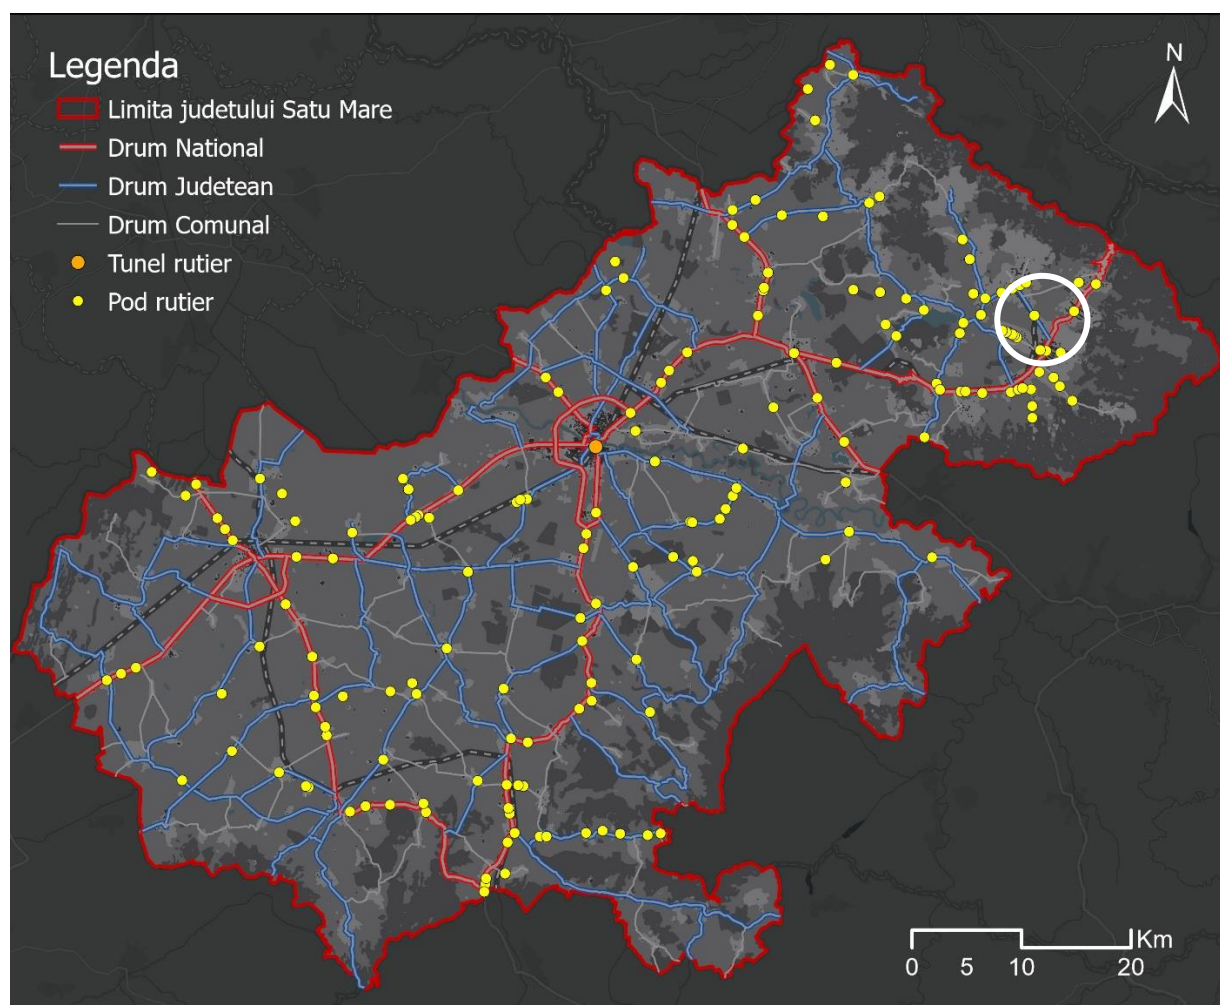 Legenda
Limita judetului Satu Mare
Drum National
Drum Judetean
Drum Comunal
Tunel rutier
Pod rutier
N
Km
0 5 10 20